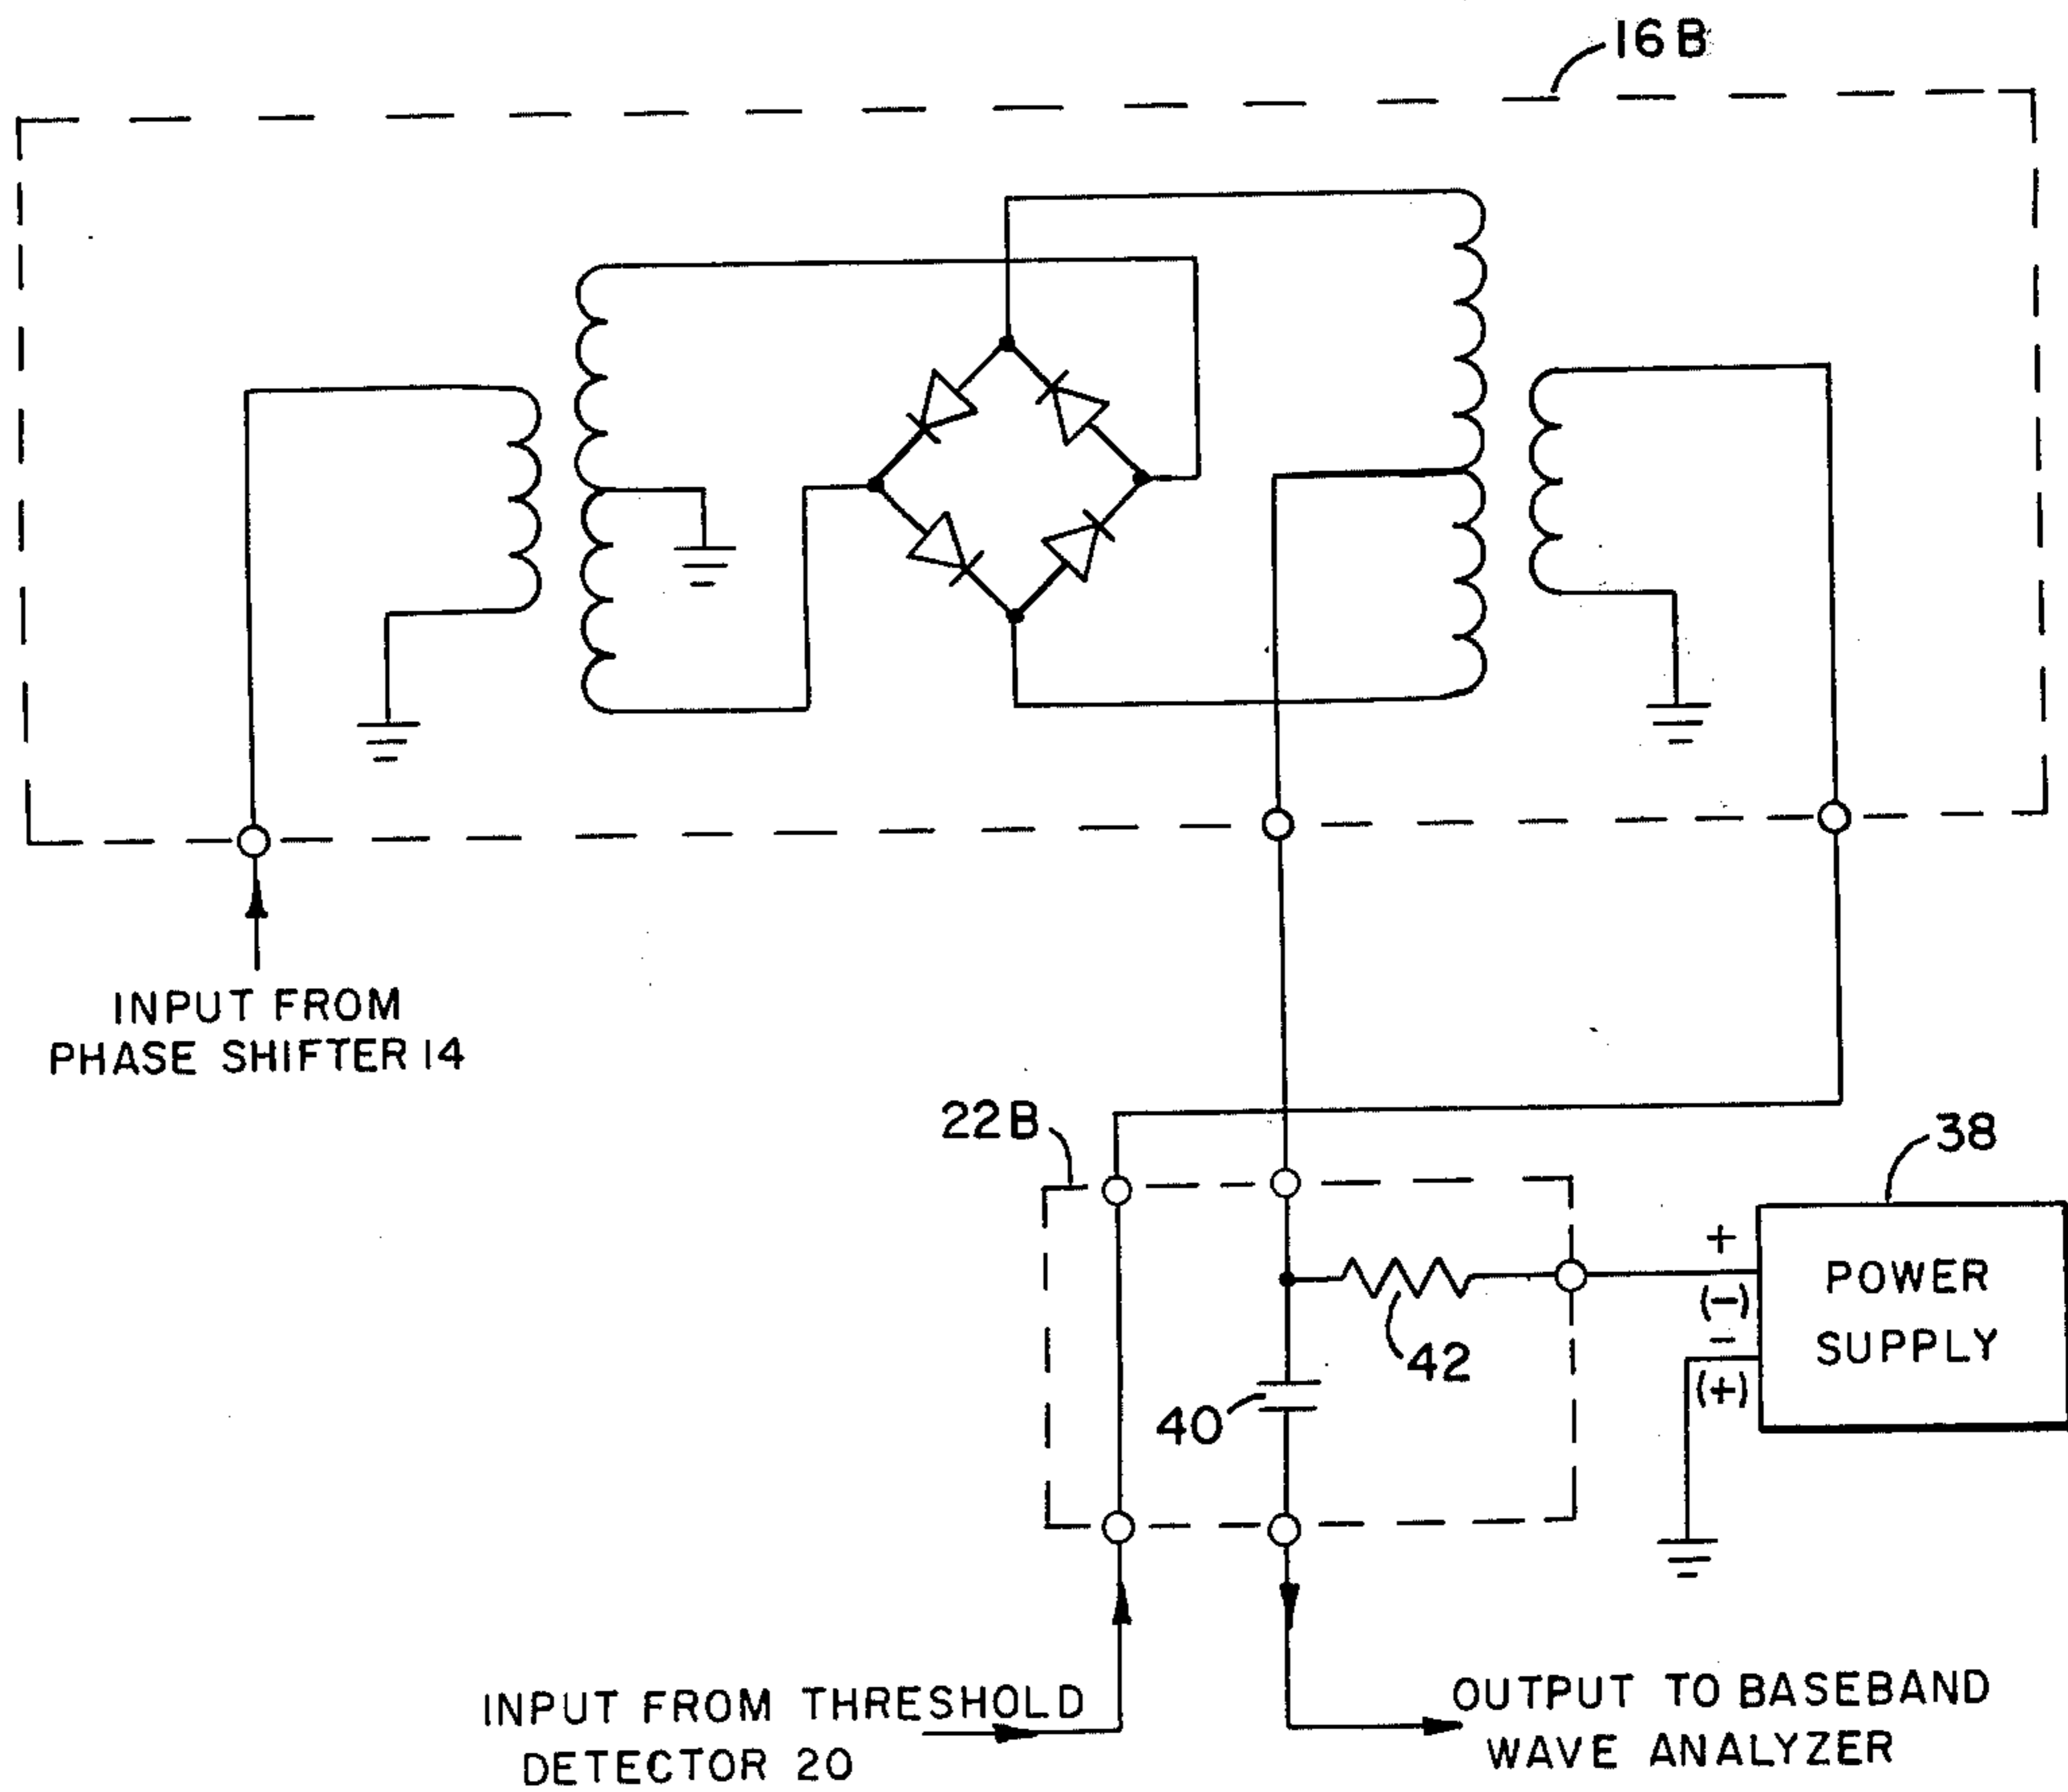 16B
INPUT FROM
PHASE SHIFTER 14
22B
38
+
(-)
-
(+)
POWER
SUPPLY
42
40
INPUT FROM THRESHOLD
DETECTOR 20
OUTPUT TO BASEBAND
WAVE ANALYZER